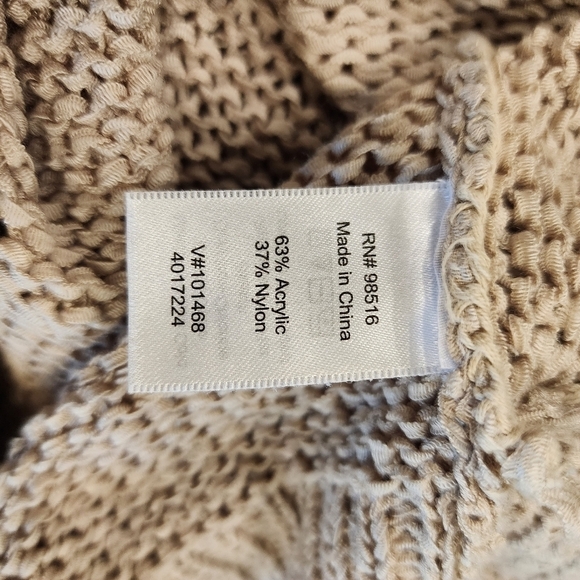 RN# 98516
Made in China
63% Acrylic
37% Nylon
V#101468
4017224